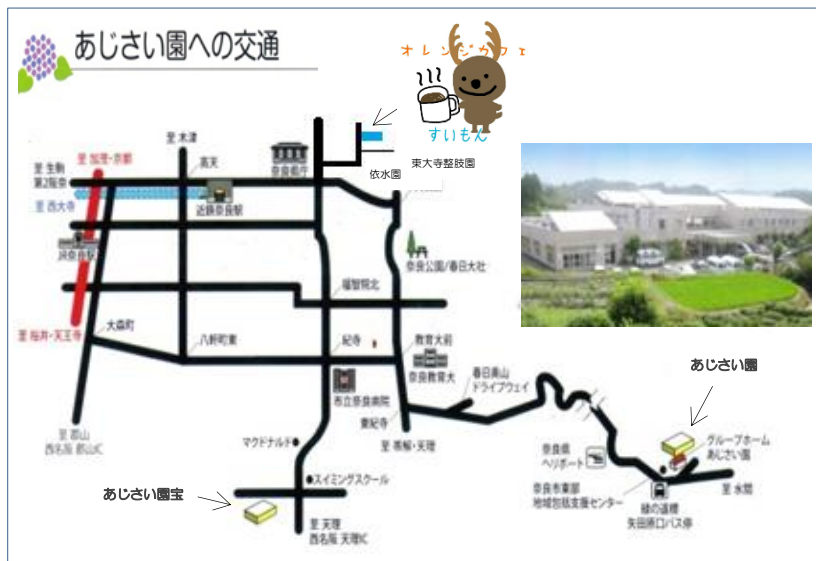 あじさい園への交通
オレンジカフェ
すいもん
東大寺整肢園
依水園
至 木津
至 加茂・京都
高天
奈良県庁
至 生駒
第2阪奈
至 西大寺
近鉄奈良駅
JR奈良駅
奈良公園/春日大社
福智院北
至 桜井・天王寺
大森町
八軒町東
紀寺
教育大前
奈良教育大
春日奥山
ドライブウェイ
あじさい園
市立奈良病院
東紀寺
至 郡山
西名阪 郡山IC
マクドナルド
至 帯解・天理
グループホーム
あじさい園
奈良県
ヘリポート
スイミングスクール
あじさい園宝
奈良市東部
地域包括支援センター
至 水間
緑の道標
矢田原口バス停
至 天理
西名阪 天理IC